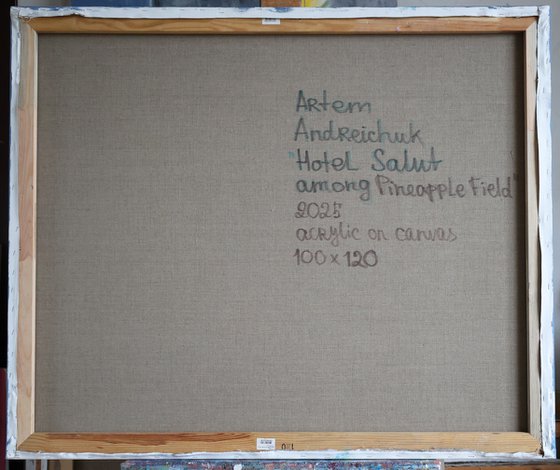 Artem
Andreichuk
"Hotel Salut
among Pineapple Field"
2025
acrylic on canvas
100 x 120